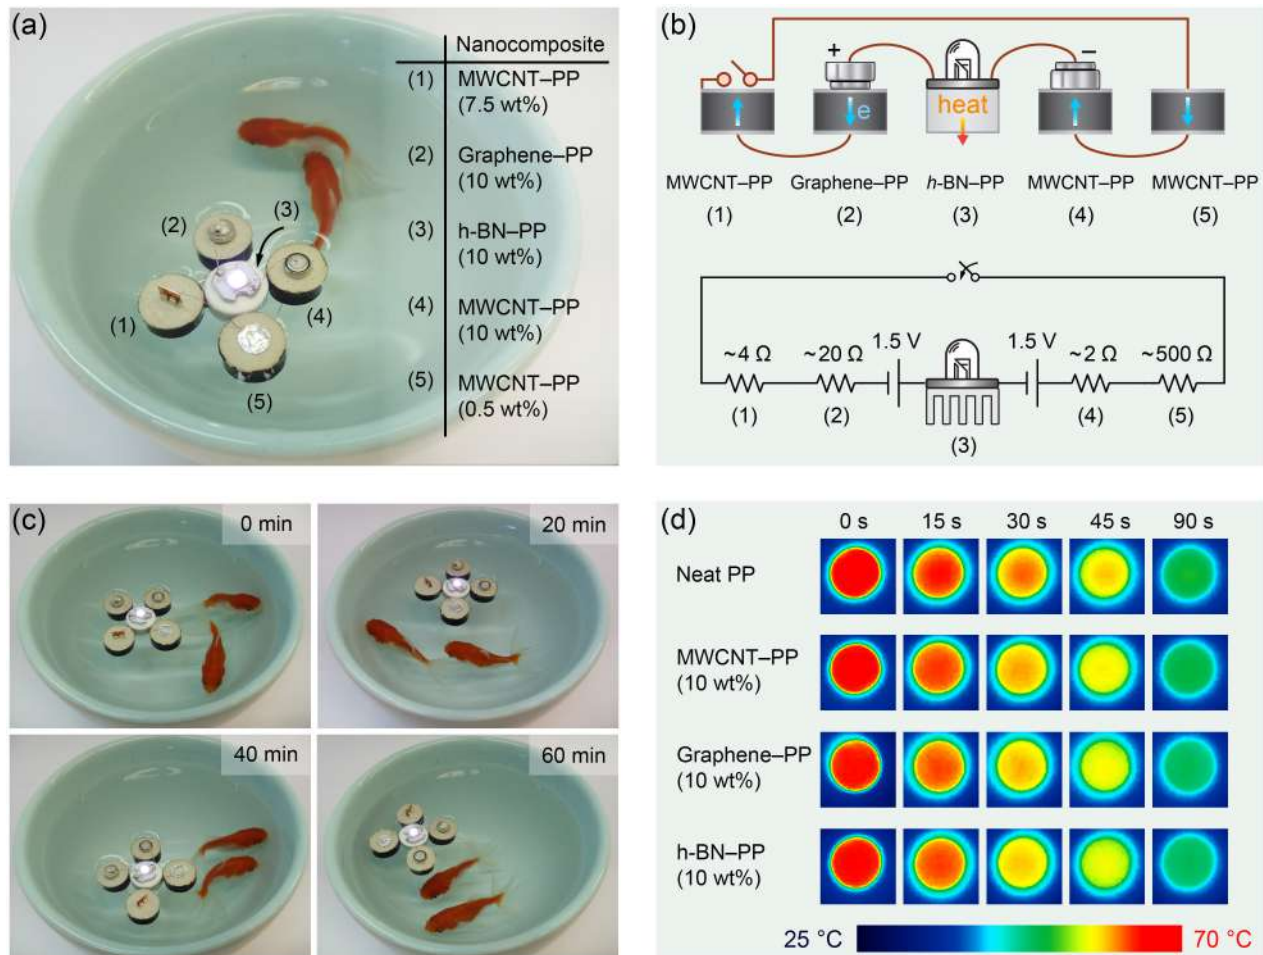 (a)
Nanocomposite
(1) MWCNT–PP
(7.5 wt%)
(2) Graphene–PP
(10 wt%)
(3) h-BN–PP
(10 wt%)
(4) MWCNT–PP
(10 wt%)
(5) MWCNT–PP
(0.5 wt%)
(2)
(3)
(1)
(4)
(5)
(b)
+
–
e
heat
MWCNT–PP Graphene–PP h-BN–PP MWCNT–PP MWCNT–PP
(1) (2) (3) (4) (5)
1.5 V 1.5 V
~4 Ω ~20 Ω ~2 Ω ~500 Ω
(1) (2) (4) (5)
(3)
(c)
0 min
20 min
40 min
60 min
(d)
0 s 15 s 30 s 45 s 90 s
Neat PP
MWCNT–PP
(10 wt%)
Graphene–PP
(10 wt%)
h-BN–PP
(10 wt%)
25 °C 70 °C